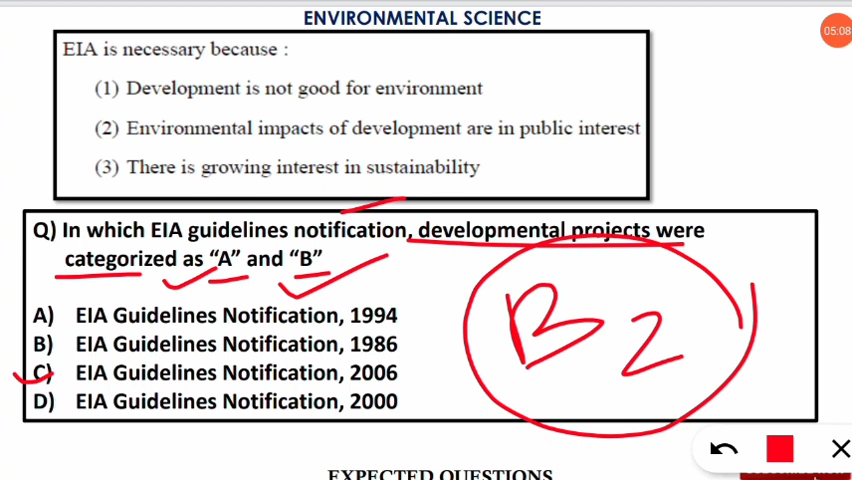 ENVIRONMENTAL SCIENCE
05:08
EIA is necessary because :
(1) Development is not good for environment
(2) Environmental impacts of development are in public interest
(3) There is growing interest in sustainability
Q) In which EIA guidelines notification, developmental projects were
categorized as “A” and “B”
A) EIA Guidelines Notification, 1994
B) EIA Guidelines Notification, 1986
C) EIA Guidelines Notification, 2006
D) EIA Guidelines Notification, 2000
B2
EXPECTED QUESTIONS